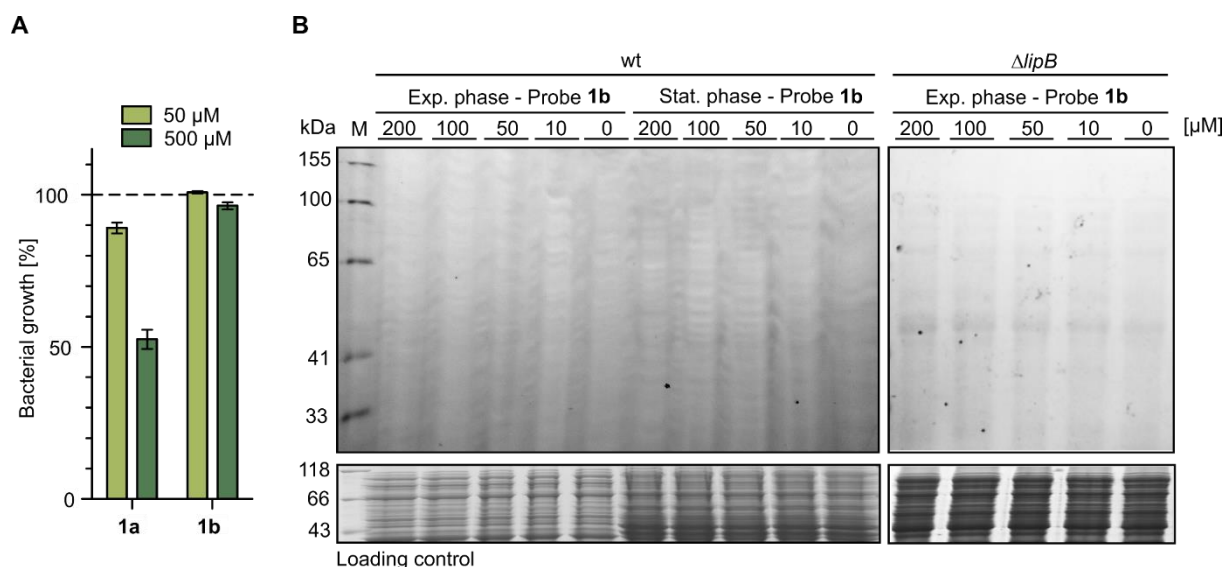 A
50 µM
500 µM
Bacterial growth [%]
100
50
0
1a 1b
B
wt ΔlipB
Exp. phase - Probe 1b Stat. phase - Probe 1b Exp. phase - Probe 1b
kDa M 200 100 50 10 0 200 100 50 10 0 200 100 50 10 0 [µM]
155
100
65
41
33
118
66
43
Loading control